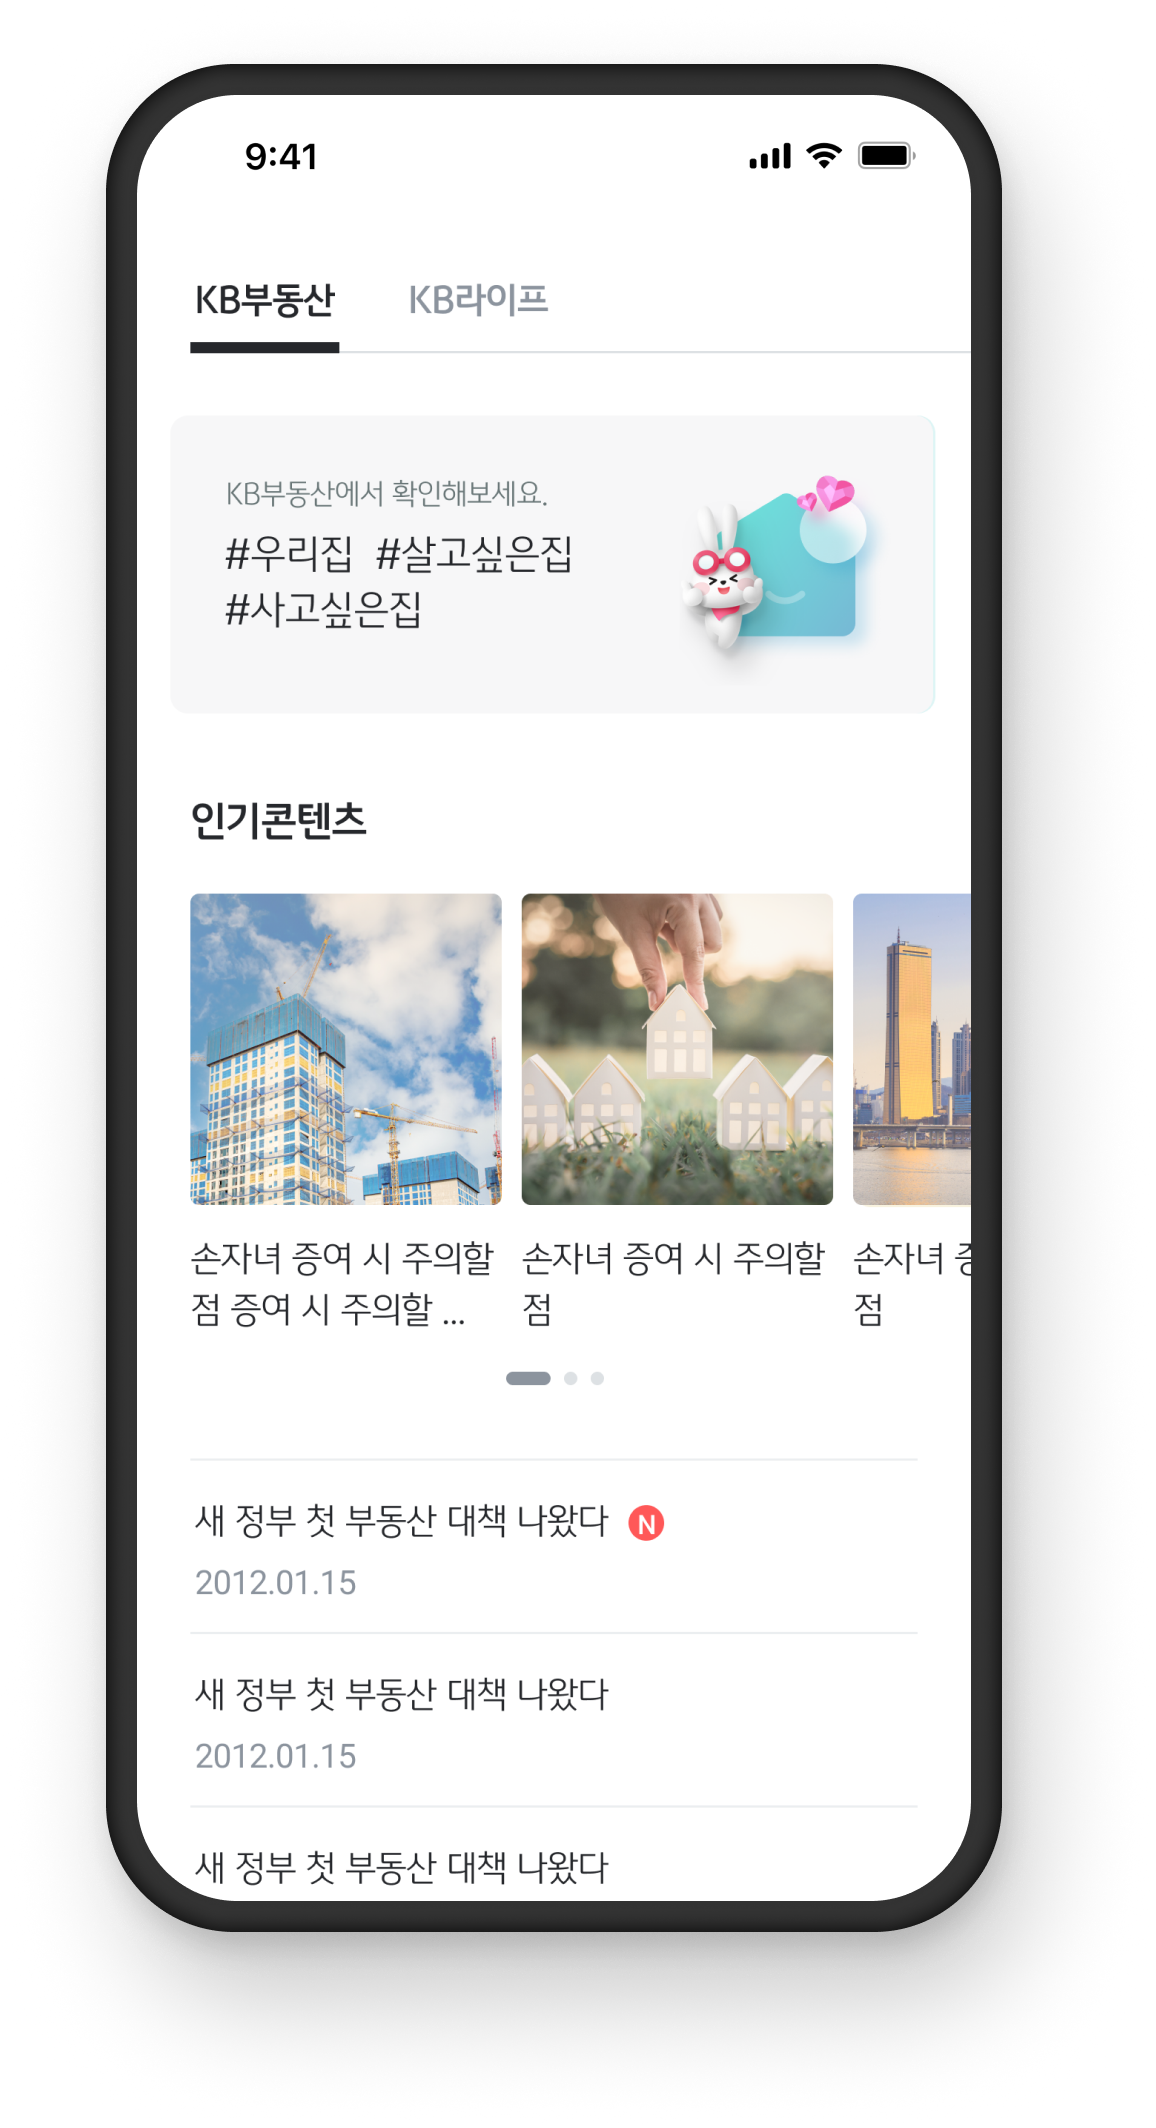 9:41
KB부동산 KB라이프
KB부동산에서 확인해보세요.
#우리집 #살고싶은집
#사고싶은집
인기콘텐츠
손자녀 증여 시 주의할
점 증여 시 주의할 ...
손자녀 증여 시 주의할
점
손자녀
점
새 정부 첫 부동산 대책 나왔다 N
2012.01.15
새 정부 첫 부동산 대책 나왔다
2012.01.15
새 정부 첫 부동산 대책 나왔다